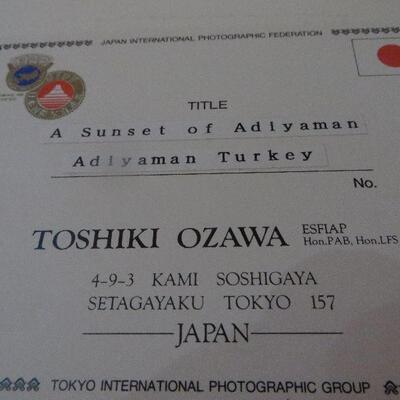 JAPAN INTERNATIONAL PHOTOGRAPHIC FEDERATION
TITLE
A Sunset of Adiyaman
Adiyaman Turkey
No.
TOSHIKI OZAWA ESFIAP
Hon.PAB, Hon.LFS
4-9-3 KAMI SOSHIGAYA
SETAGAYAKU TOKYO 157
JAPAN
TOKYO INTERNATIONAL PHOTOGRAPHIC GROUP